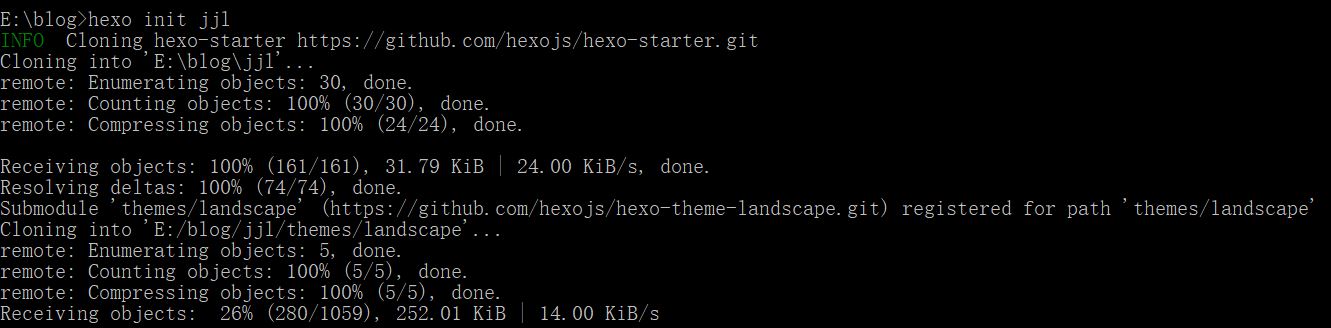 E:\blog>hexo init jjl
INFO  Cloning hexo-starter https://github.com/hexojs/hexo-starter.git
Cloning into 'E:\blog\jjl'...
remote: Enumerating objects: 30, done.
remote: Counting objects: 100% (30/30), done.
remote: Compressing objects: 100% (24/24), done.
Receiving objects: 100% (161/161), 31.79 KiB | 24.00 KiB/s, done.
Resolving deltas: 100% (74/74), done.
Submodule 'themes/landscape' (https://github.com/hexojs/hexo-theme-landscape.git) registered for path 'themes/landscape'
Cloning into 'E:/blog/jjl/themes/landscape'...
remote: Enumerating objects: 5, done.
remote: Counting objects: 100% (5/5), done.
remote: Compressing objects: 100% (5/5), done.
Receiving objects:  26% (280/1059), 252.01 KiB | 14.00 KiB/s